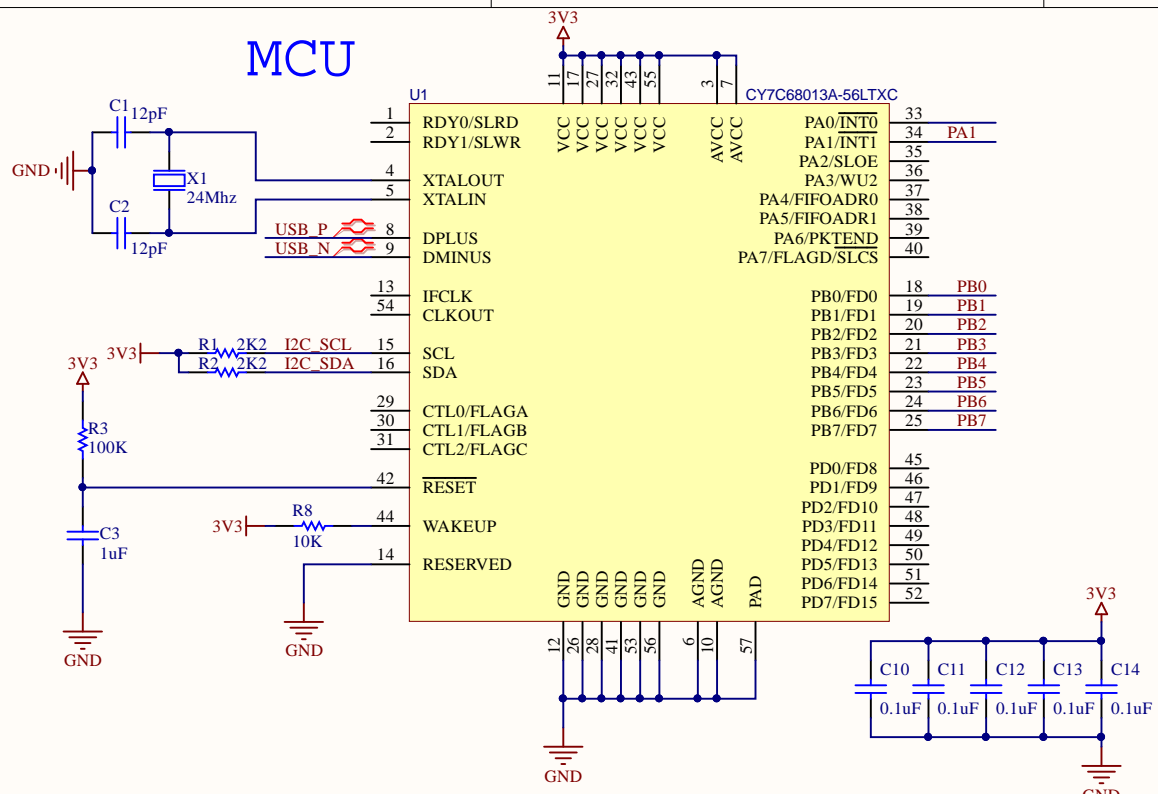 MCU
3V3
11
17
27
32
43
55
3
7
U1
CY7C68013A-56LTXC
VCC
VCC
VCC
VCC
VCC
VCC
AVCC
AVCC
C1
12pF
GND
X1
24Mhz
C2
12pF
1 RDY0/SLRD
2 RDY1/SLWR
4 XTALOUT
5 XTALIN
USB_P 8 DPLUS
USB_N 9 DMINUS
13 IFCLK
54 CLKOUT
3V3 R1 2K2 I2C_SCL 15 SCL
R2 2K2 I2C_SDA 16 SDA
29 CTL0/FLAGA
30 CTL1/FLAGB
31 CTL2/FLAGC
3V3
R3
100K
42 RESET
C3
1uF
GND
3V3 R8 10K 44 WAKEUP
14 RESERVED
GND
PA0/INT0 33
PA1/INT1 34 PA1
PA2/SLOE 35
PA3/WU2 36
PA4/FIFOADR0 37
PA5/FIFOADR1 38
PA6/PKTEND 39
PA7/FLAGD/SLCS 40
PB0/FD0 18 PB0
PB1/FD1 19 PB1
PB2/FD2 20 PB2
PB3/FD3 21 PB3
PB4/FD4 22 PB4
PB5/FD5 23 PB5
PB6/FD6 24 PB6
PB7/FD7 25 PB7
PD0/FD8 45
PD1/FD9 46
PD2/FD10 47
PD3/FD11 48
PD4/FD12 49
PD5/FD13 50
PD6/FD14 51
PD7/FD15 52
GND
GND
GND
GND
GND
GND
AGND
AGND
PAD
12
26
28
41
53
56
6
10
57
GND
3V3
C10 C11 C12 C13 C14
0.1uF 0.1uF 0.1uF 0.1uF 0.1uF
GND